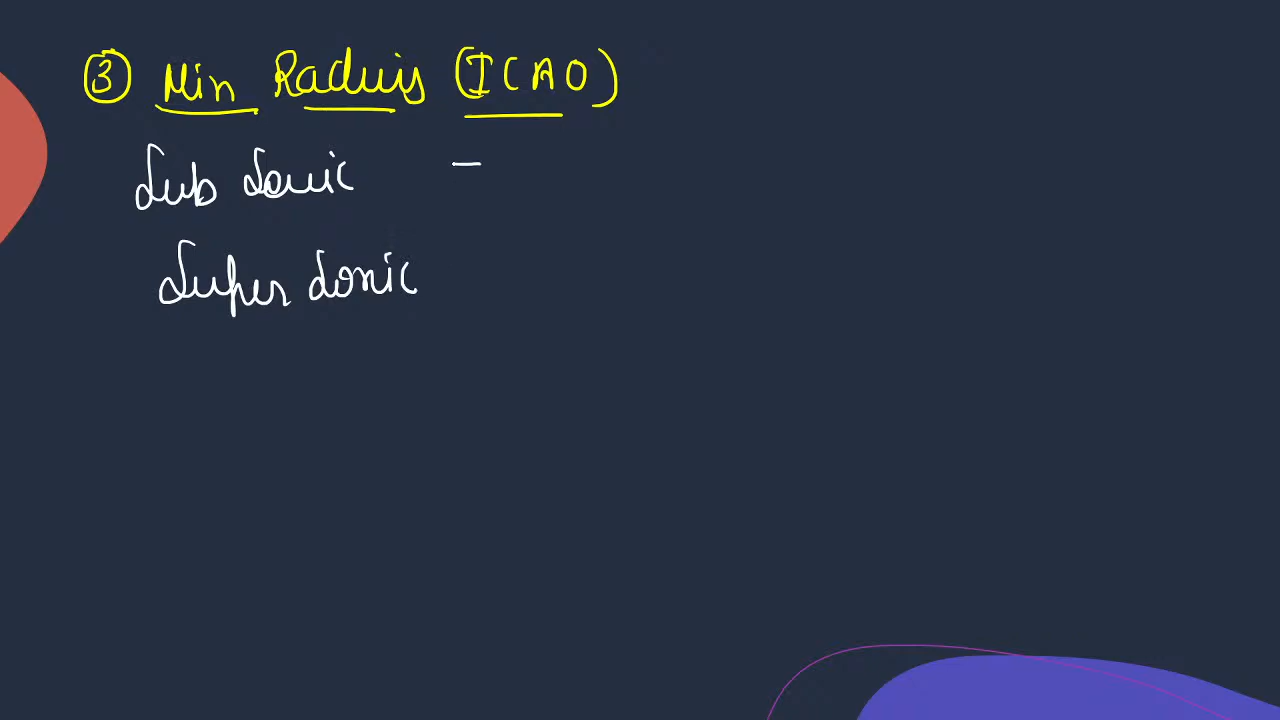 ③ Min Radius (ICAO)
Sub Sonic –
Super Sonic